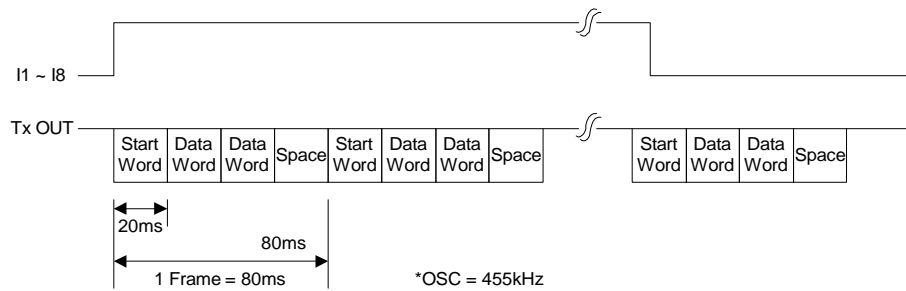 I1 ~ I8
Tx OUT
Start Word Data Word Data Word Space Start Word Data Word Data Word Space Start Word Data Word Data Word Space
20ms
80ms
1 Frame = 80ms *OSC = 455kHz